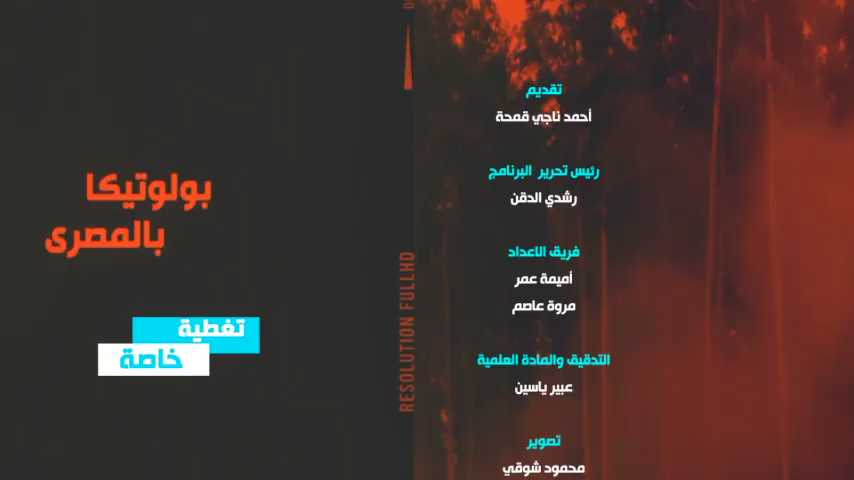 بولوتيكا
بالمصرى
تغطية
خاصة
RESOLUTION FULLHD
تقديم
أحمد ناجي قمحة
رئيس تحرير البرنامج
رشدي الدقن
فريق الاعداد
أميمة عمر
مروة عاصم
التدقيق والمادة العلمية
عبير ياسين
تصوير
محمود شوقي